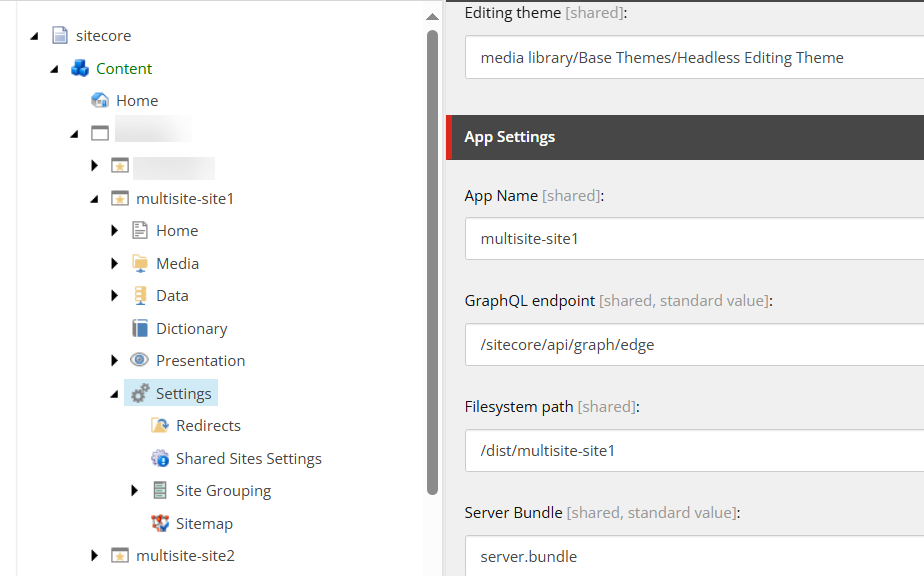 sitecore
Content
Home
multisite-site1
Home
Media
Data
Dictionary
Presentation
Settings
Redirects
Shared Sites Settings
Site Grouping
Sitemap
multisite-site2
Editing theme [shared]:
media library/Base Themes/Headless Editing Theme
App Settings
App Name [shared]:
multisite-site1
GraphQL endpoint [shared, standard value]:
/sitecore/api/graph/edge
Filesystem path [shared]:
/dist/multisite-site1
Server Bundle [shared, standard value]:
server.bundle